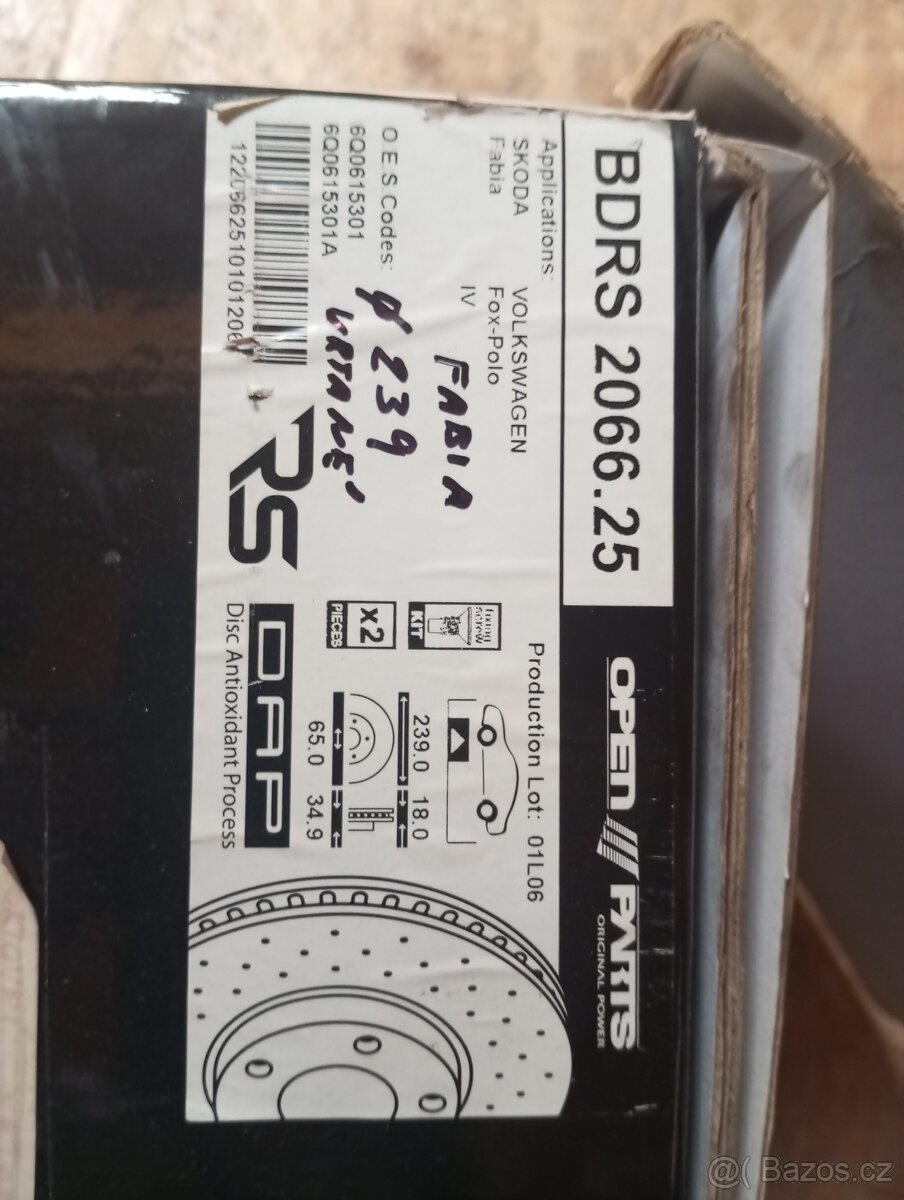 BDRS 2066.25
OPEN PARTS
ORIGINAL POWER
Applications:
SKODA
Fabia
VOLKSWAGEN
Fox-Polo
IV
Production Lot: 01L06
O.E.S Codes:
6Q0615301
6Q0615301A
FABIA
ø 239
VRTANÉ
fixing
screw
KIT
x2
PIECES
239.0 18.0
65.0 34.9
RS
DAP
Disc Antioxidant Process
@( Bazos.cz